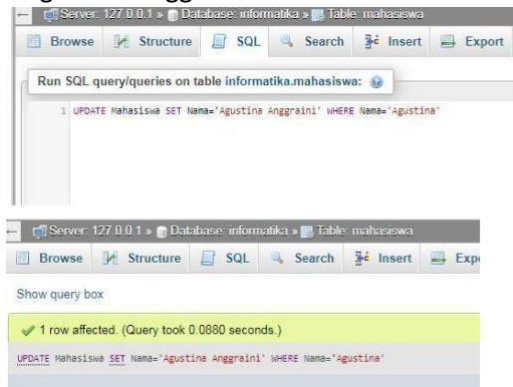 Server: 127.0.0.1 » Database: informatika » Table: mahasiswa
Browse Structure SQL Search Insert Export
Run SQL query/queries on table informatika.mahasiswa:
1 UPDATE Mahasiswa SET Nama='Agustina Anggraini' WHERE Nama='Agustina'
Server: 127.0.0.1 » Database: informatika » Table: mahasiswa
Browse Structure SQL Search Insert Exp
Show query box
1 row affected. (Query took 0.0880 seconds.)
UPDATE Mahasiswa SET Nama='Agustina Anggraini' WHERE Nama='Agustina'